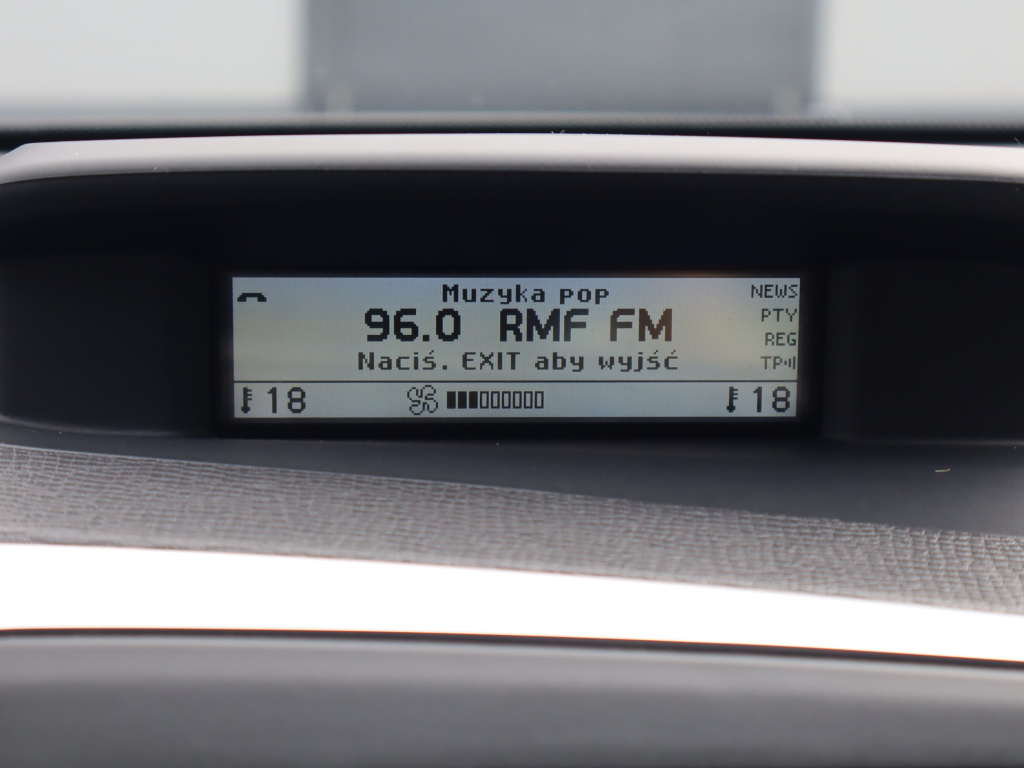 Muzyka pop
96.0 RMF FM
Naciś. EXIT aby wyjść
NEWS
PTY
REG
TP
18
18